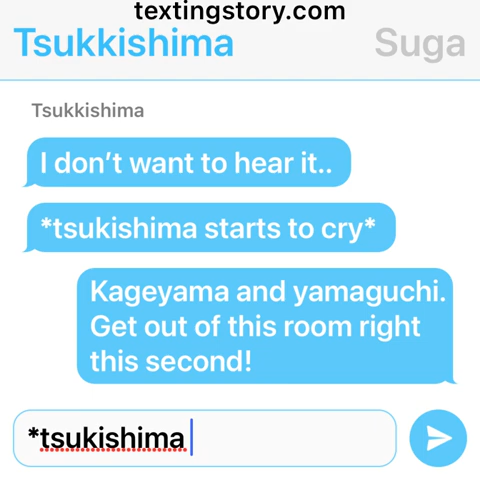 textingstory.com
Tsukkishima Suga
Tsukkishima
I don't want to hear it..
*tsukishima starts to cry*
Kageyama and yamaguchi.
Get out of this room right
this second!
*tsukishima